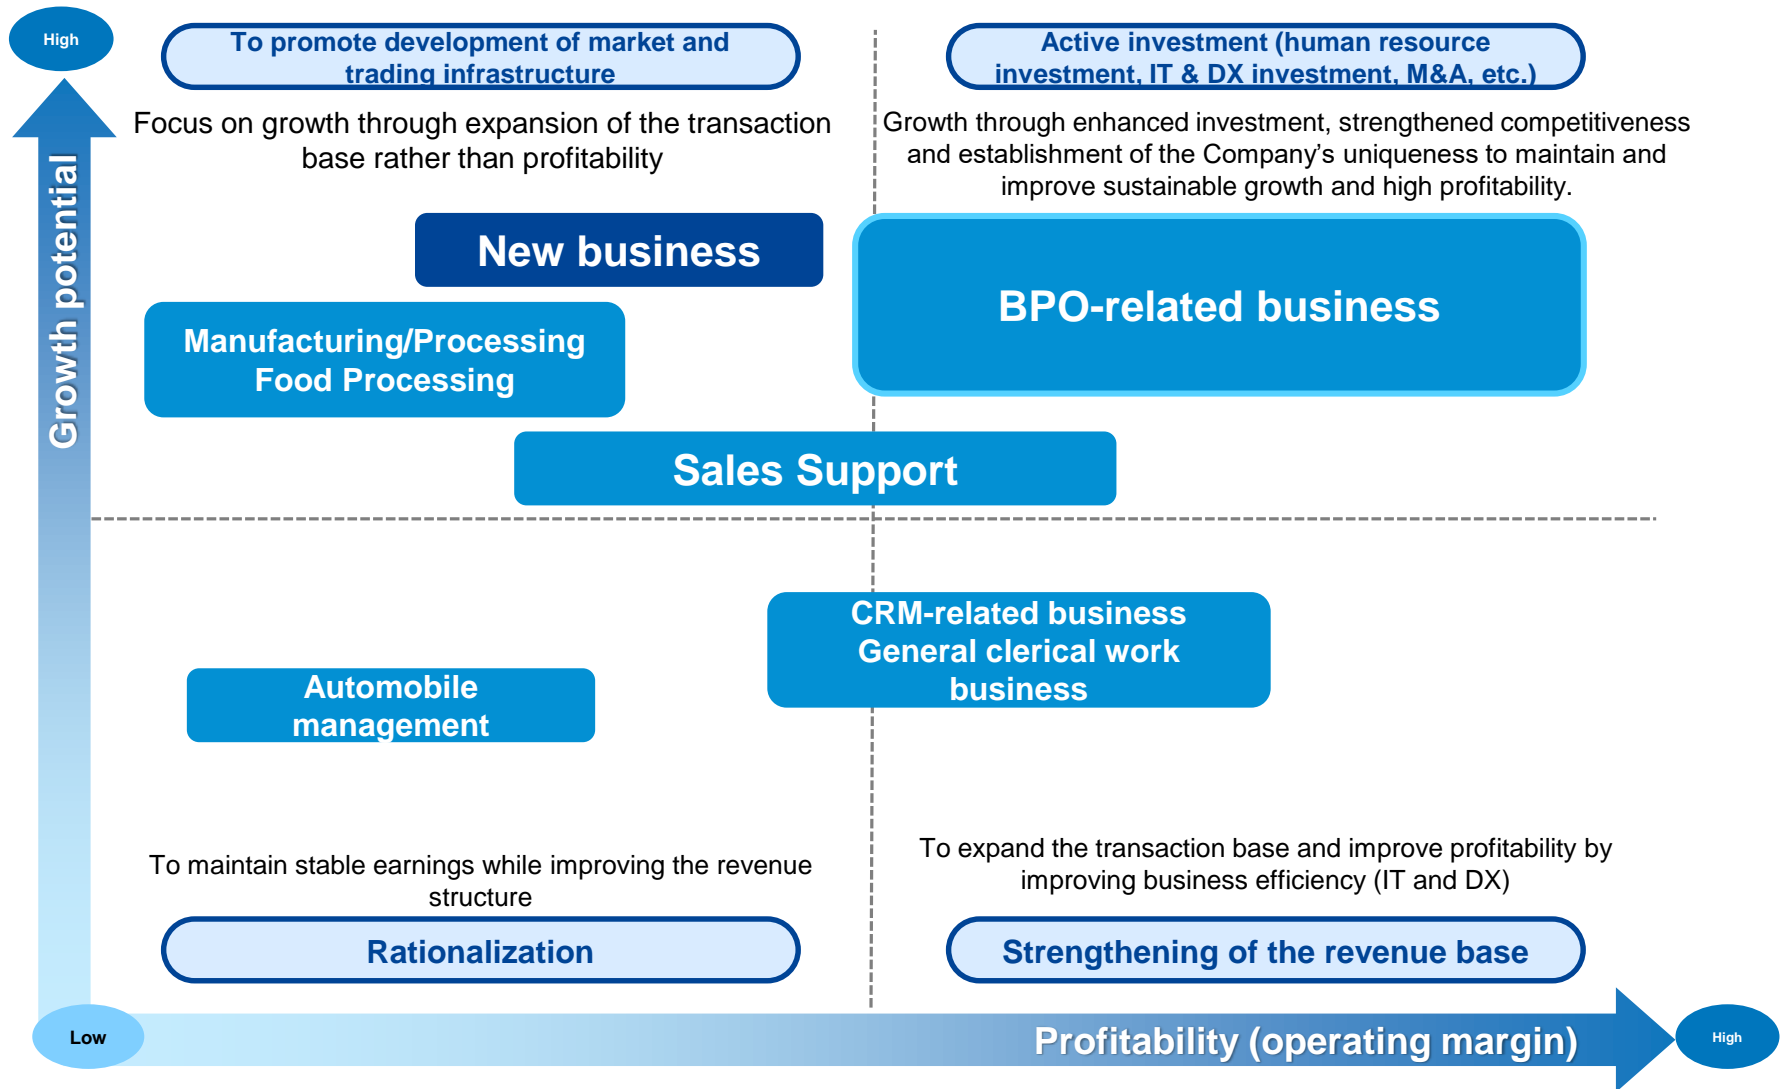 High
To promote development of market and
trading infrastructure
Active investment (human resource
investment, IT & DX investment, M&A, etc.)
Focus on growth through expansion of the transaction
base rather than profitability
Growth through enhanced investment, strengthened competitiveness
and establishment of the Company’s uniqueness to maintain and
improve sustainable growth and high profitability.
Growth potential
New business
BPO-related business
Manufacturing/Processing
Food Processing
Sales Support
CRM-related business
General clerical work
business
Automobile
management
To maintain stable earnings while improving the revenue
structure
To expand the transaction base and improve profitability by
improving business efficiency (IT and DX)
Rationalization
Strengthening of the revenue base
Low
Profitability (operating margin)
High